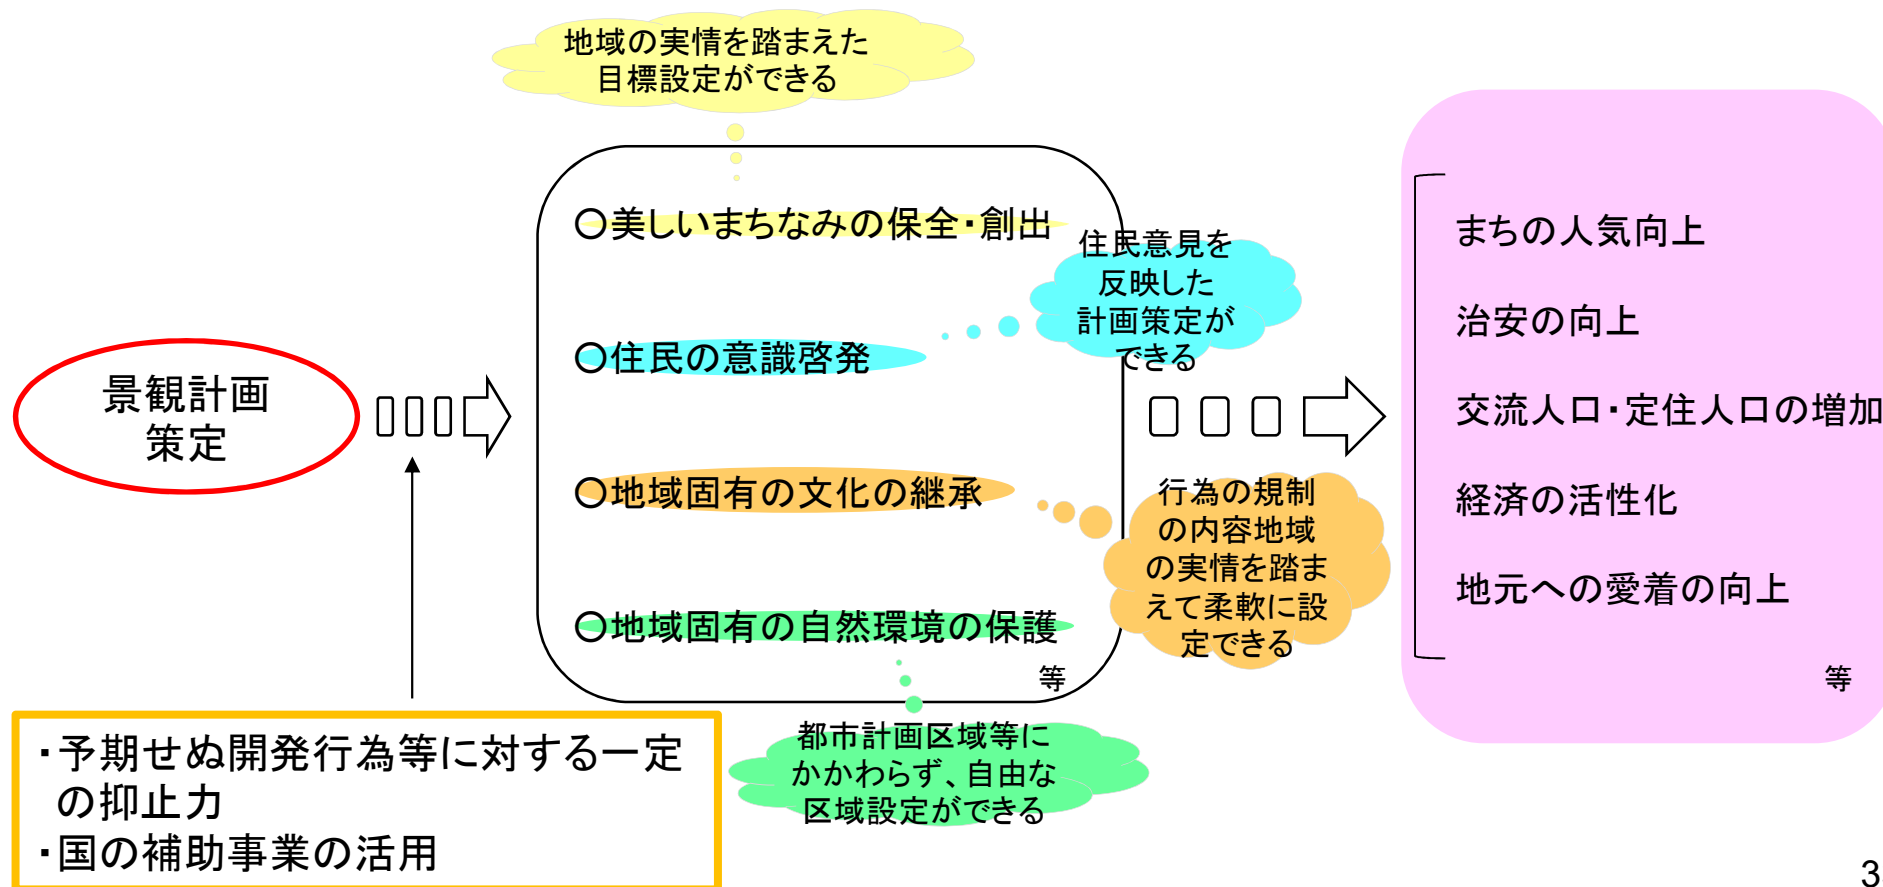 地域の実情を踏まえた
目標設定ができる
○美しいまちなみの保全・創出
住民意見を
反映した
計画策定が
できる
○住民の意識啓発
景観計画
策定
○地域固有の文化の継承
行為の規制
の内容地域
の実情を踏ま
えて柔軟に設
定できる
○地域固有の自然環境の保護
等
都市計画区域等に
かかわらず、自由な
区域設定ができる
・予期せぬ開発行為等に対する一定
の抑止力
・国の補助事業の活用
まちの人気向上
治安の向上
交流人口・定住人口の増加
経済の活性化
地元への愛着の向上
等
3